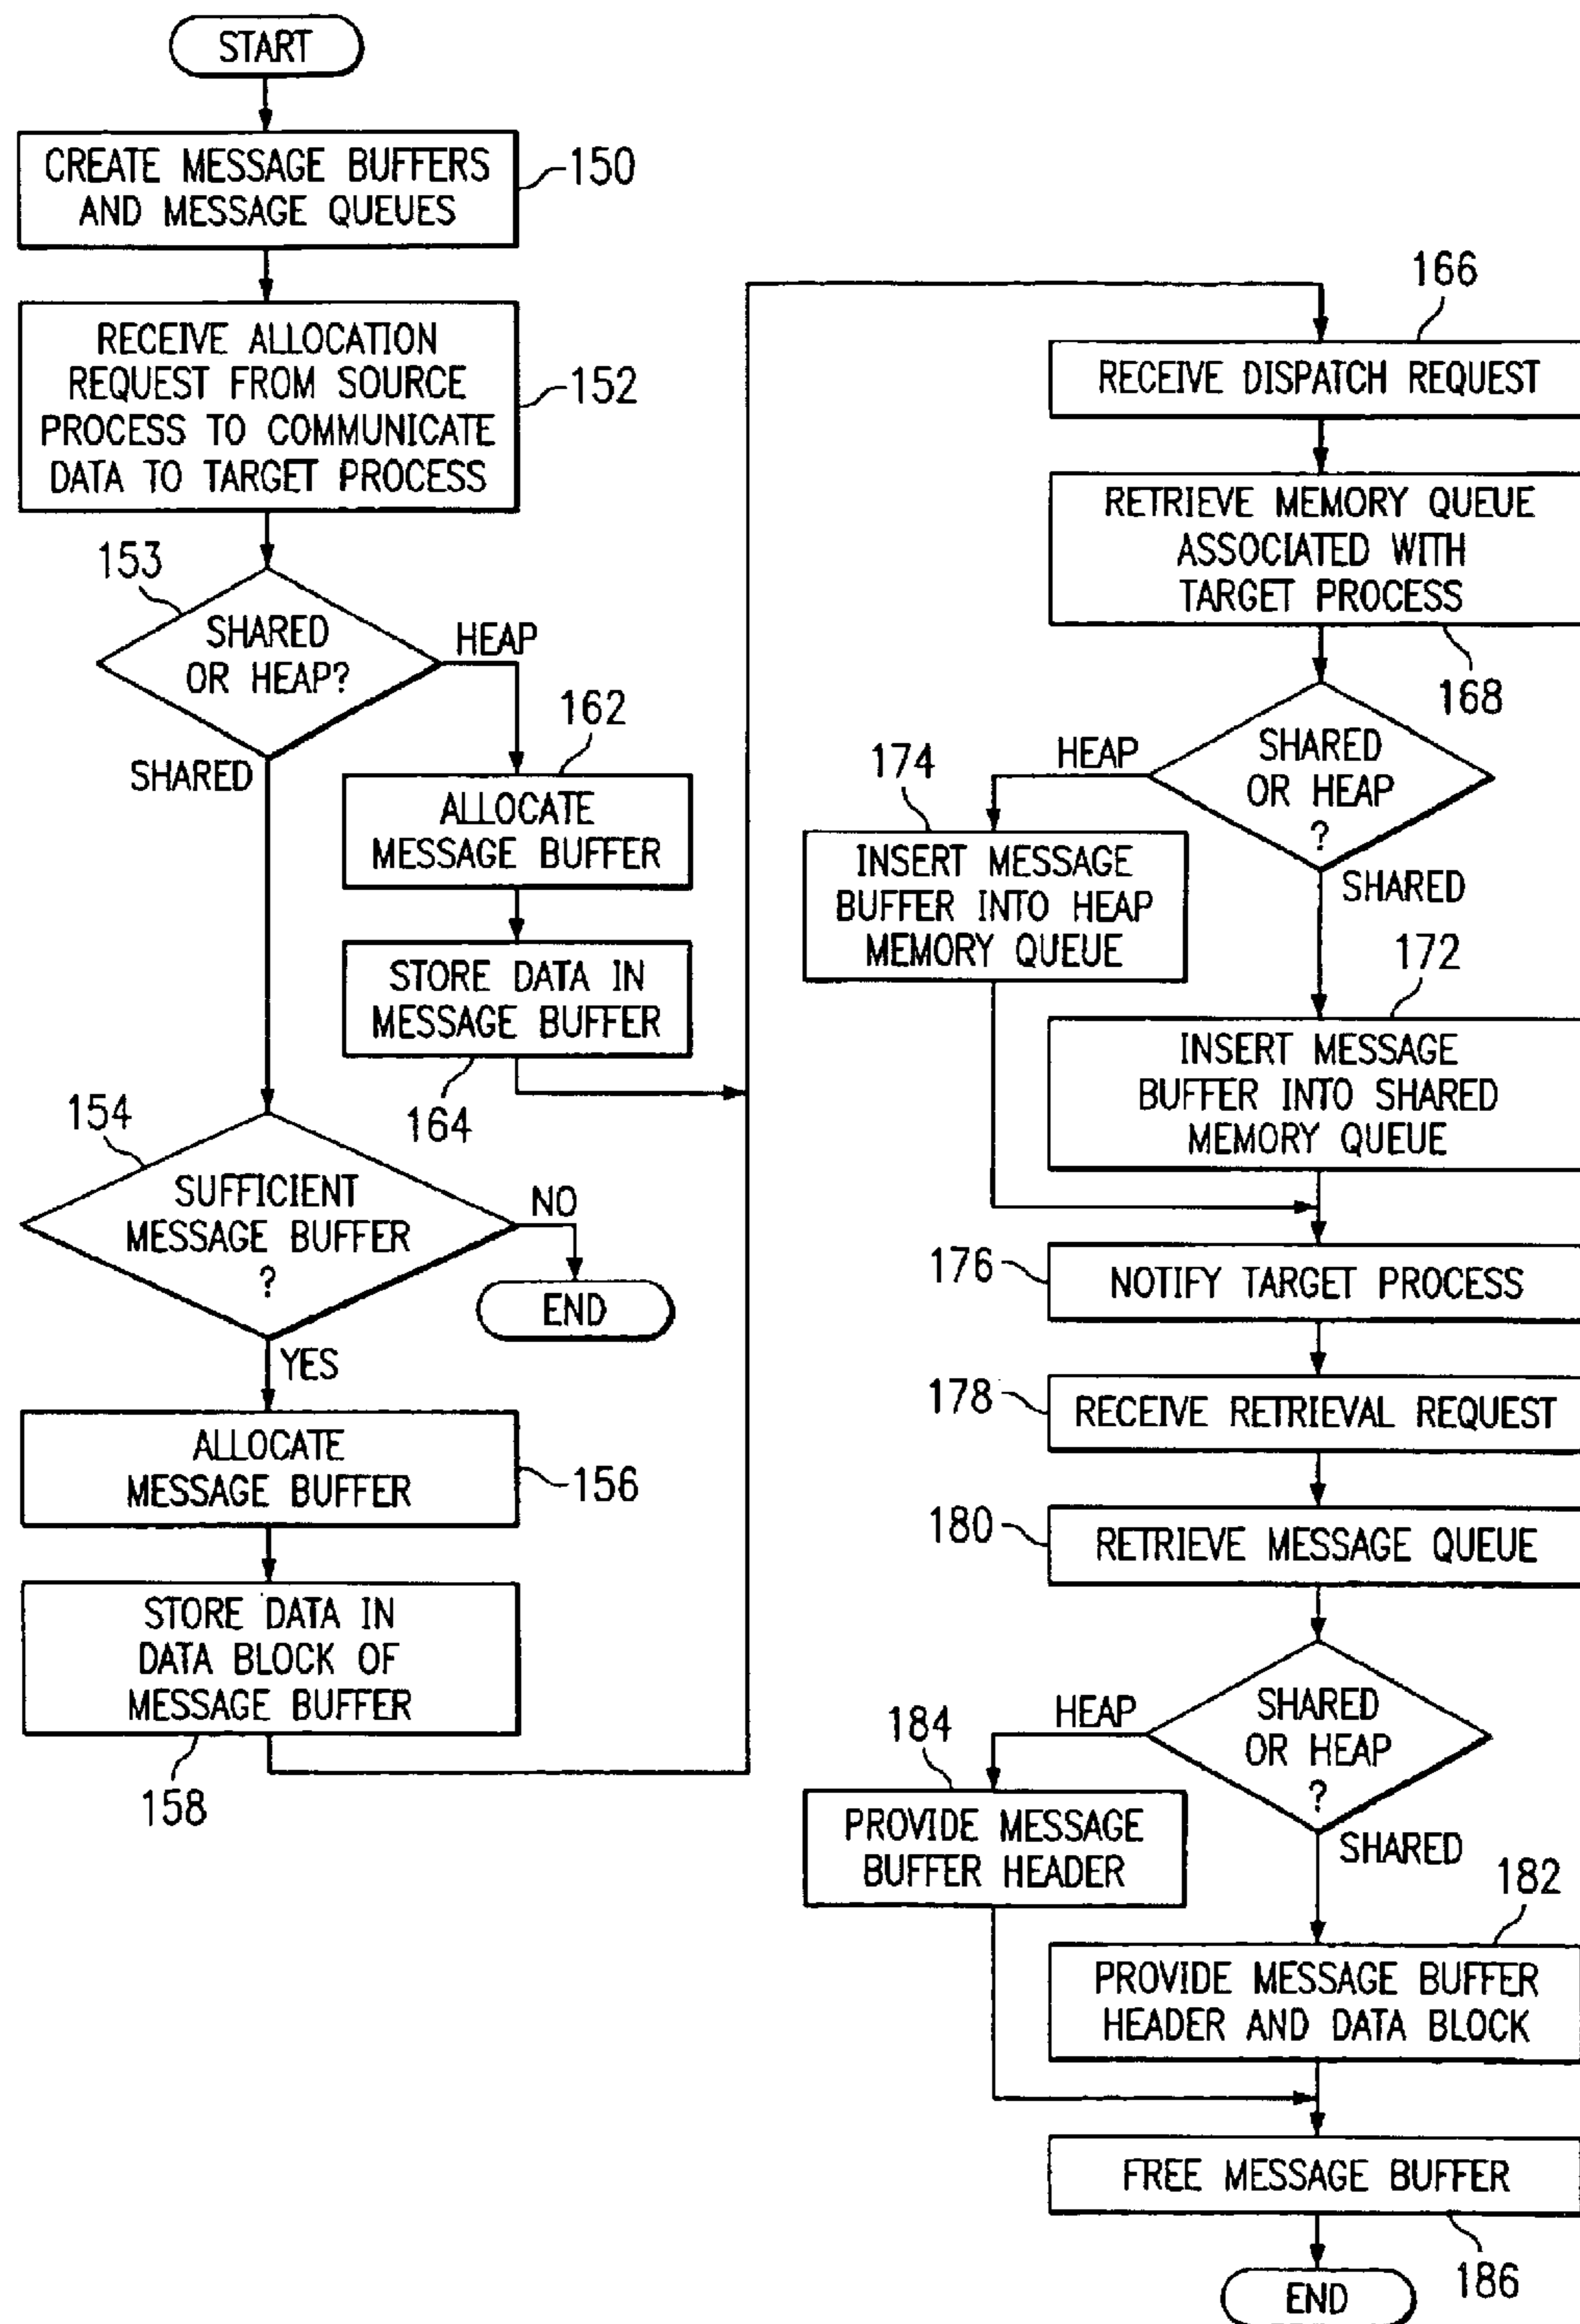 START
CREATE MESSAGE BUFFERS
AND MESSAGE QUEUES
150
RECEIVE ALLOCATION
REQUEST FROM SOURCE
PROCESS TO COMMUNICATE
DATA TO TARGET PROCESS
152
153
SHARED
OR HEAP?
HEAP
SHARED
162
ALLOCATE
MESSAGE BUFFER
STORE DATA IN
MESSAGE BUFFER
164
154
SUFFICIENT
MESSAGE BUFFER
?
NO
END
YES
ALLOCATE
MESSAGE BUFFER
156
STORE DATA IN
DATA BLOCK OF
MESSAGE BUFFER
158
166
RECEIVE DISPATCH REQUEST
RETRIEVE MEMORY QUEUE
ASSOCIATED WITH
TARGET PROCESS
168
SHARED
OR HEAP
?
HEAP
SHARED
174
INSERT MESSAGE
BUFFER INTO HEAP
MEMORY QUEUE
172
INSERT MESSAGE
BUFFER INTO SHARED
MEMORY QUEUE
176
NOTIFY TARGET PROCESS
178
RECEIVE RETRIEVAL REQUEST
180
RETRIEVE MESSAGE QUEUE
SHARED
OR HEAP
?
HEAP
SHARED
184
PROVIDE MESSAGE
BUFFER HEADER
182
PROVIDE MESSAGE BUFFER
HEADER AND DATA BLOCK
FREE MESSAGE BUFFER
186
END